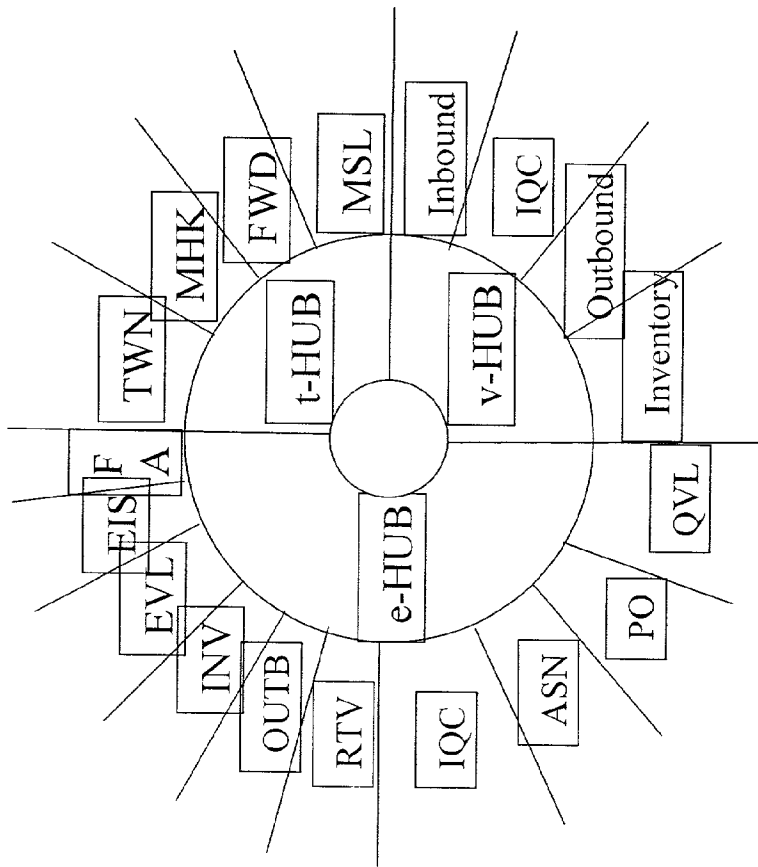 FWD
MHK
TWN
MSL
Inbound
IQC
Outbound
Inventory
t-HUB
v-HUB
e-HUB
F
A
EIS
EVL
INV
OUTB
RTV
IQC
ASN
PO
QVL